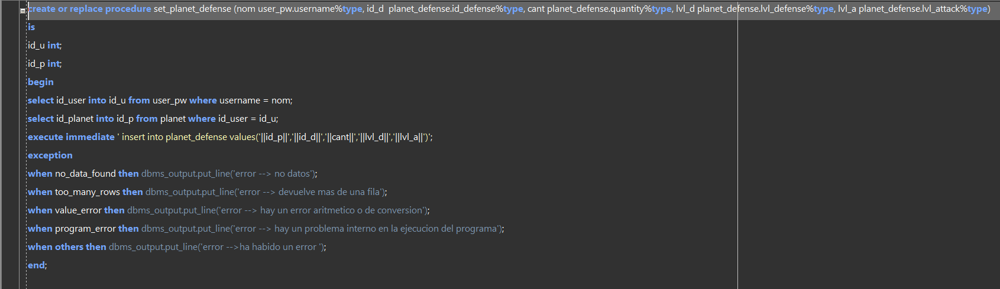 create or replace procedure set_planet_defense (nom user_pw.username%type, id_d  planet_defense.id_defense%type, cant planet_defense.quantity%type, lvl_d planet_defense.lvl_defense%type, lvl_a planet_defense.lvl_attack%type)
is
id_u int;
id_p int;
begin
select id_user into id_u from user_pw where username = nom;
select id_planet into id_p from planet where id_user = id_u;
execute immediate ' insert into planet_defense values('||id_p||','||id_d||','||cant||','||lvl_d||','||lvl_a||')';
exception
when no_data_found then dbms_output.put_line('error --> no datos');
when too_many_rows then dbms_output.put_line('error --> devuelve mas de una fila');
when value_error then dbms_output.put_line('error --> hay un error aritmetico o de conversion');
when program_error then dbms_output.put_line('error --> hay un problema interno en la ejecucion del programa');
when others then dbms_output.put_line('error -->ha habido un error ');
end;